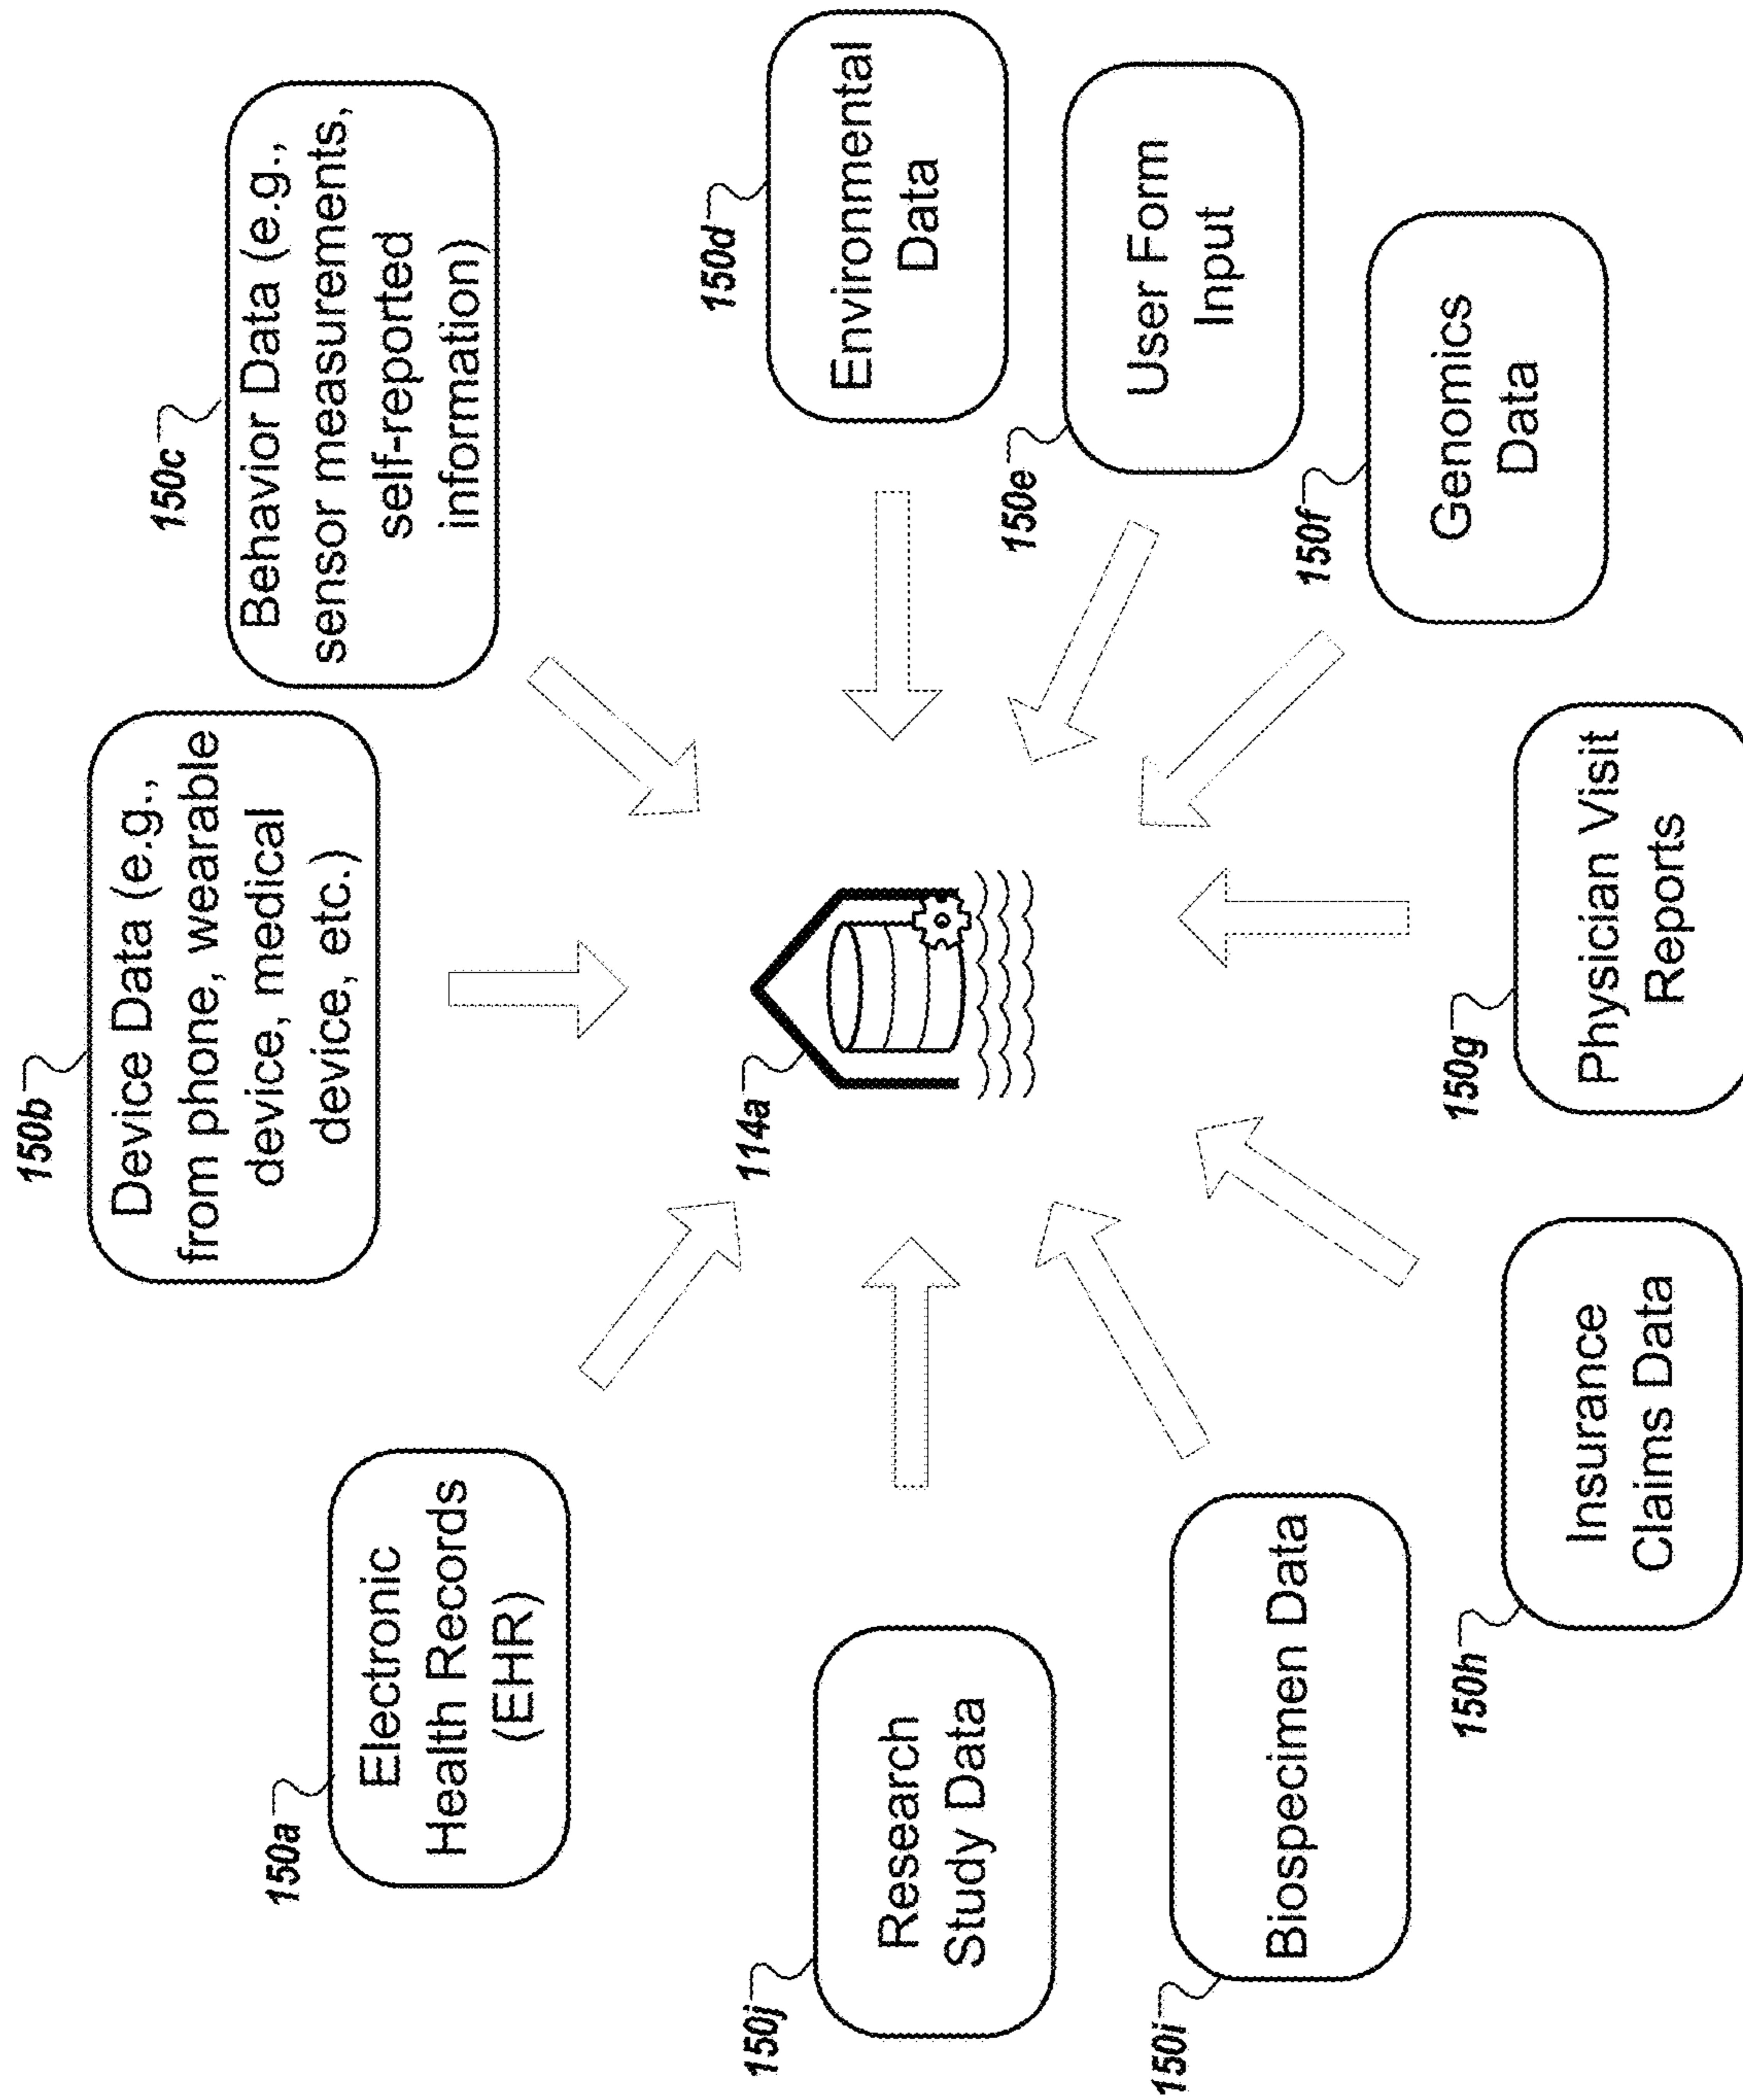 150b
Device Data (e.g.,
from phone, wearable
device, medical
device, etc.)
150c
Behavior Data (e.g.,
sensor measurements,
self-reported
information)
150a
Electronic
Health Records
(EHR)
114a
150d
Environmental
Data
150j
Research
Study Data
150e
User Form
Input
150i
Biospecimen Data
150f
Genomics
Data
150h
Insurance
Claims Data
150g
Physician Visit
Reports